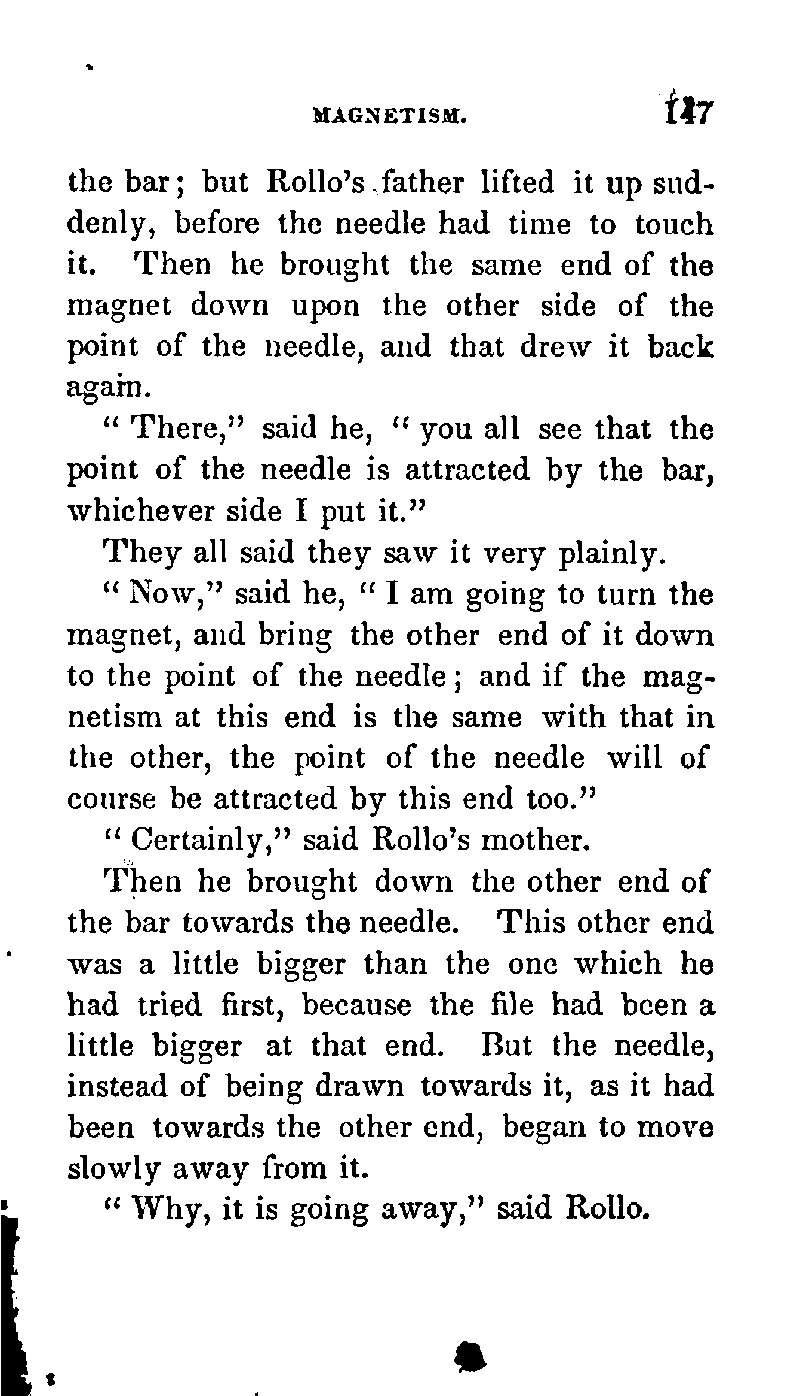 MAGNETISM. 147
the bar; but Rollo's father lifted it up sud-
denly, before the needle had time to touch
it. Then he brought the same end of the
magnet down upon the other side of the
point of the needle, and that drew it back
again.
“ There,” said he, “ you all see that the
point of the needle is attracted by the bar,
whichever side I put it.”
They all said they saw it very plainly.
“ Now,” said he, “ I am going to turn the
magnet, and bring the other end of it down
to the point of the needle; and if the mag-
netism at this end is the same with that in
the other, the point of the needle will of
course be attracted by this end too.”
“ Certainly,” said Rollo's mother.
Then he brought down the other end of
the bar towards the needle. This other end
was a little bigger than the one which he
had tried first, because the file had been a
little bigger at that end. But the needle,
instead of being drawn towards it, as it had
been towards the other end, began to move
slowly away from it.
“ Why, it is going away,” said Rollo.